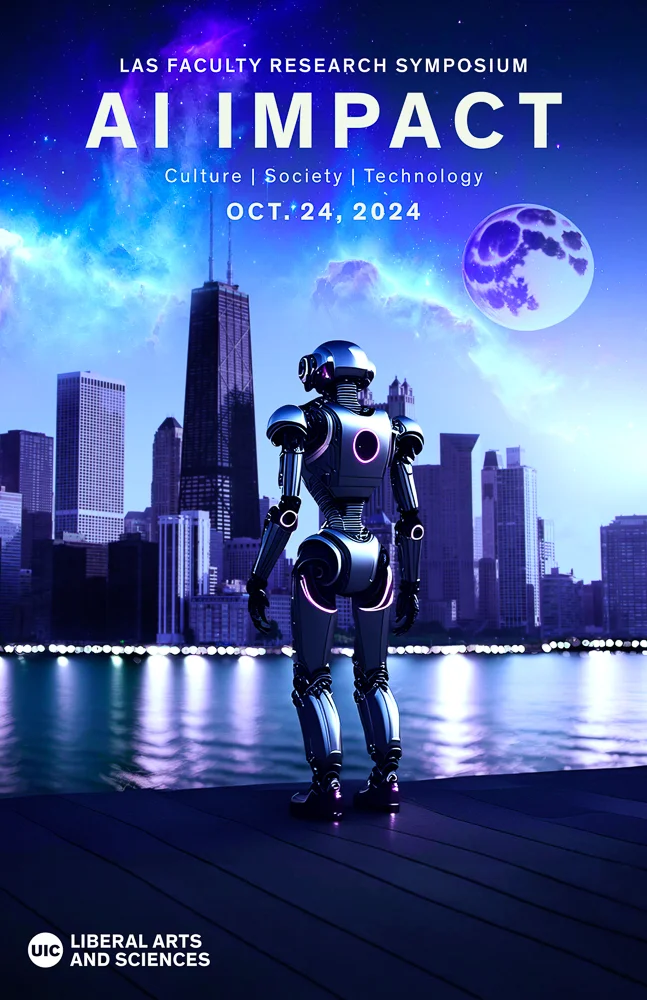 LAS FACULTY RESEARCH SYMPOSIUM
AI IMPACT
Culture | Society | Technology
OCT. 24, 2024
UIC
LIBERAL ARTS
AND SCIENCES